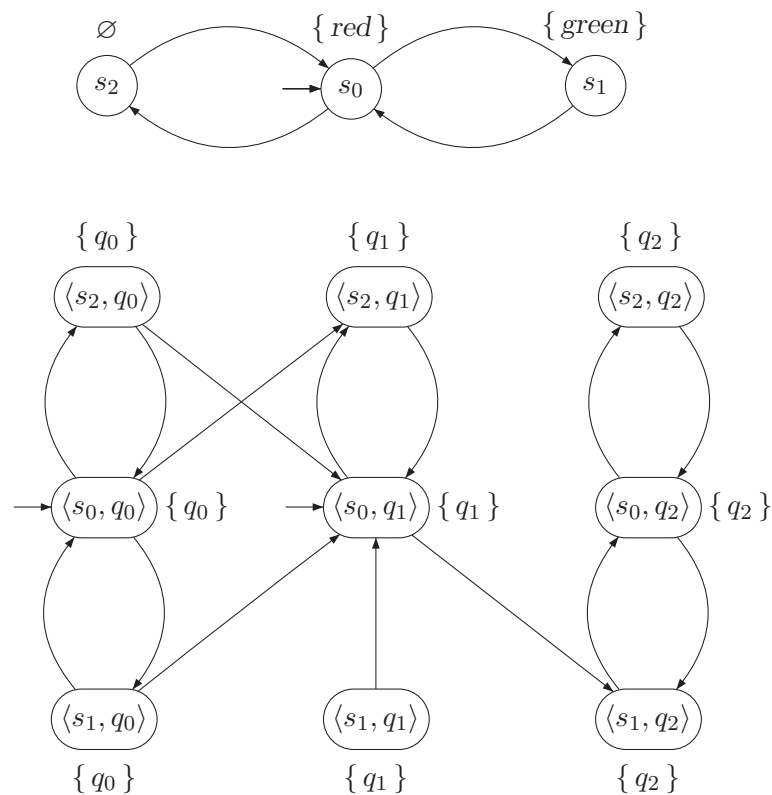 ∅ { red } { green }
s₂ s₀ s₁
{ q₀ } { q₁ } { q₂ }
⟨s₂, q₀⟩ ⟨s₂, q₁⟩ ⟨s₂, q₂⟩
⟨s₀, q₀⟩ { q₀ } ⟨s₀, q₁⟩ { q₁ } ⟨s₀, q₂⟩ { q₂ }
⟨s₁, q₀⟩ ⟨s₁, q₁⟩ ⟨s₁, q₂⟩
{ q₀ } { q₁ } { q₂ }